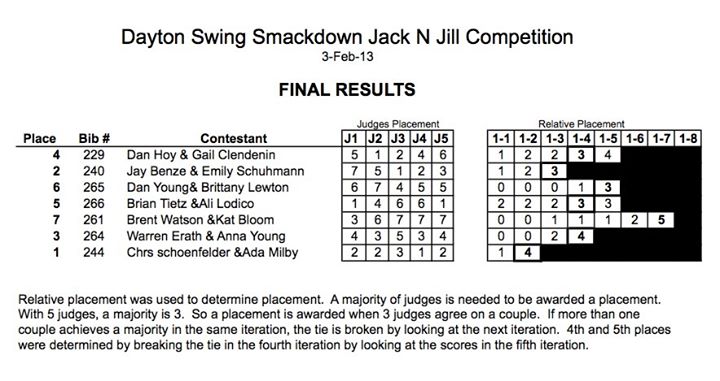 Dayton Swing Smackdown Jack N Jill Competition
3-Feb-13
FINAL RESULTS
Judges Placement Relative Placement
Place Bib # Contestant J1 J2 J3 J4 J5 1-1 1-2 1-3 1-4 1-5 1-6 1-7 1-8
4 229 Dan Hoy & Gail Clendenin 5 1 2 4 6 1 2 2 3 4
2 240 Jay Benze & Emily Schuhmann 7 5 1 2 3 1 2 3
6 265 Dan Young& Brittany Lewton 6 7 4 5 5 0 0 0 1 3
5 266 Brian Tietz &Ali Lodico 1 4 6 6 1 2 2 2 3 3
7 261 Brent Watson &Kat Bloom 3 6 7 7 7 0 0 1 1 1 2 5
3 264 Warren Erath & Anna Young 4 3 5 3 4 0 0 2 4
1 244 Chrs schoenfelder &Ada Milby 2 2 3 1 2 1 4
Relative placement was used to determine placement. A majority of judges is needed to be awarded a placement.
With 5 judges, a majority is 3. So a placement is awarded when 3 judges agree on a couple. If more than one
couple achieves a majority in the same iteration, the tie is broken by looking at the next iteration. 4th and 5th places
were determined by breaking the tie in the fourth iteration by looking at the scores in the fifth iteration.